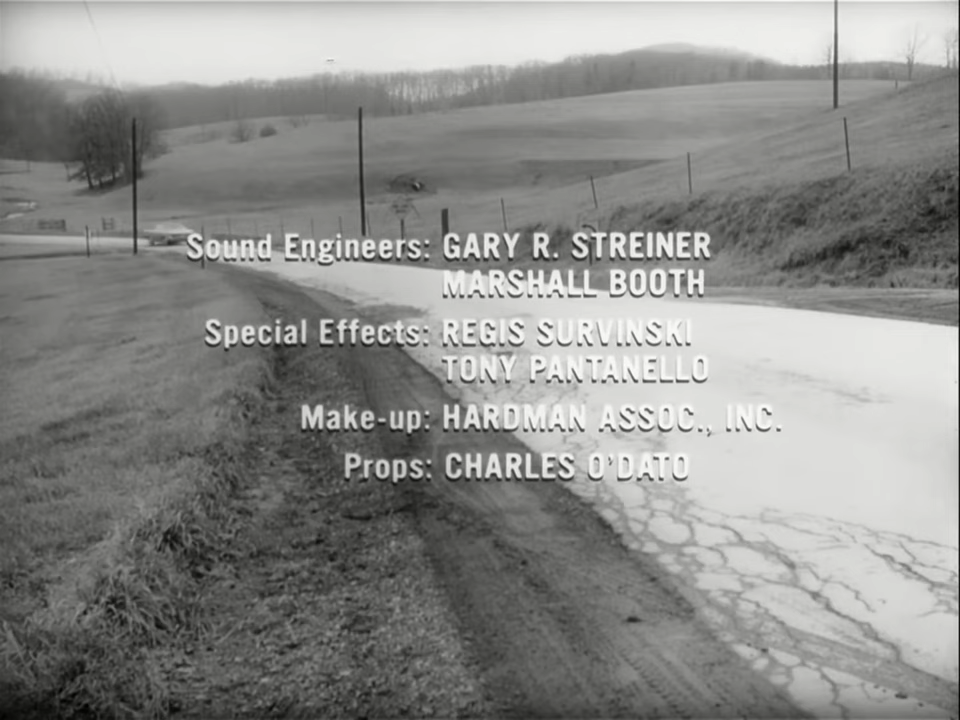 Sound Engineers: GARY R. STREINER
MARSHALL BOOTH
Special Effects: REGIS SURVINSKI
TONY PANTANELLO
Make-up: HARDMAN ASSOC., INC.
Props: CHARLES O'DATO